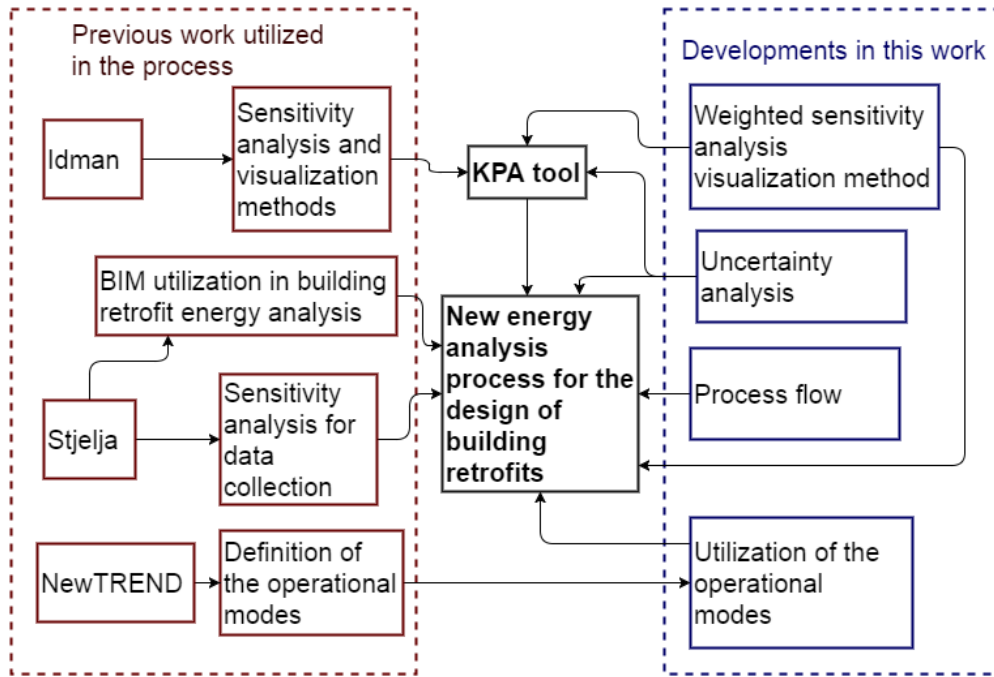 Previous work utilized
in the process
Idman
Sensitivity
analysis and
visualization
methods
BIM utilization in building
retrofit energy analysis
Stjelja
Sensitivity
analysis for
data
collection
NewTREND
Definition of
the operational
modes
KPA tool
New energy
analysis
process for the
design of
building
retrofits
Developments in this work
Weighted sensitivity
analysis
visualization method
Uncertainty
analysis
Process flow
Utilization of the
operational
modes